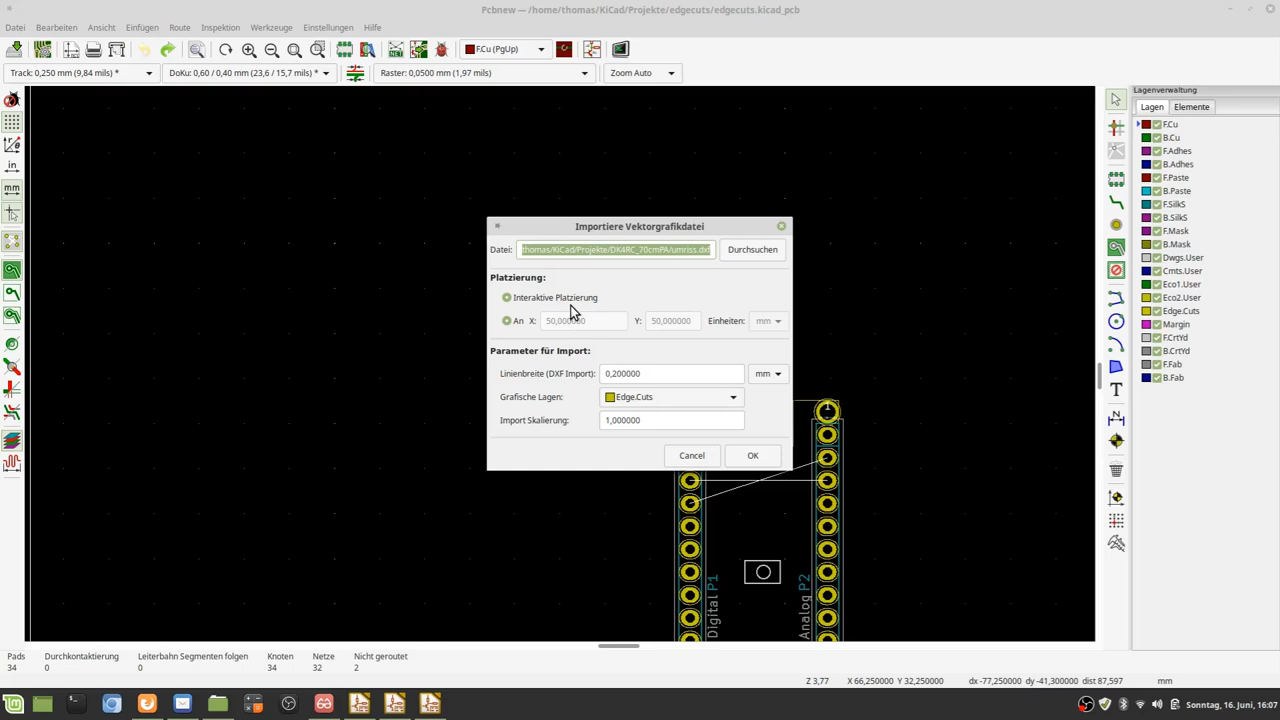 Pcbnew — /home/thomas/KiCad/Projekte/edgecuts/edgecuts.kicad_pcb
Datei Bearbeiten Ansicht Einfügen Route Inspektion Werkzeuge Einstellungen Hilfe
NET F.Cu (PgUp)
Track: 0,250 mm (9,84 mils) * DoKu: 0,60 / 0,40 mm (23,6 / 15,7 mils) * Raster: 0,0500 mm (1,97 mils) Zoom Auto
Lagenverwaltung
Lagen Elemente
F.Cu
B.Cu
F.Adhes
B.Adhes
F.Paste
B.Paste
F.SilkS
B.SilkS
F.Mask
B.Mask
Dwgs.User
Cmts.User
Eco1.User
Eco2.User
Edge.Cuts
Margin
F.CrtYd
B.CrtYd
F.Fab
B.Fab
in
mm
Importiere Vektorgrafikdatei
Datei: thomas/KiCad/Projekte/DK4RC_70cmPA/umriss.dxf Durchsuchen
Platzierung:
Interaktive Platzierung
An X: 50,000000 Y: 50,000000 Einheiten: mm
Parameter für Import:
Linienbreite (DXF Import): 0,200000 mm
Grafische Lagen: Edge.Cuts
Import Skalierung: 1,000000
Cancel OK
1
Digital P1
Analog P2
Pads Durchkontaktierung Leiterbahn Segmenten folgen Knoten Netze Nicht geroutet
34 0 0 34 32 2
Z 3,77 X 66,250000 Y 32,250000 dx -77,250000 dy -41,300000 dist 87,597 mm
Sonntag, 16. Juni, 16:07